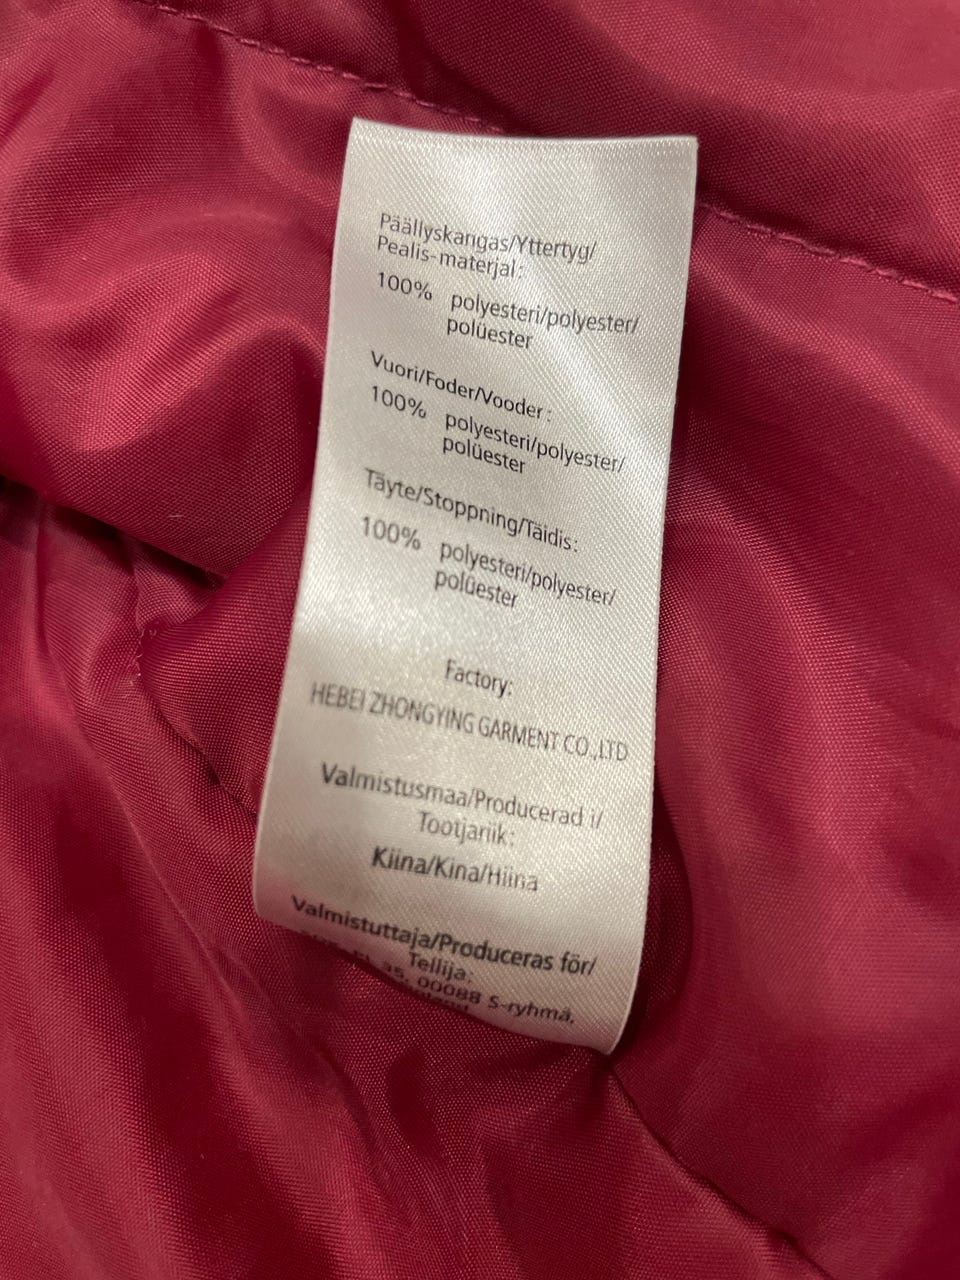 Päällyskangas/Yttertyg/
Pealis-materjal:
100% polyesteri/polyester/
polüester
Vuori/Foder/Vooder:
100% polyesteri/polyester/
polüester
Täyte/Stoppning/Täidis:
100% polyesteri/polyester/
polüester
Factory:
HEBEI ZHONGYING GARMENT CO.,LTD
Valmistusmaa/Producerad i/
Tootjariik:
Kiina/Kina/Hiina
Valmistuttaja/Produceras för/
Tellija:
35, 00088 S-ryhmä,